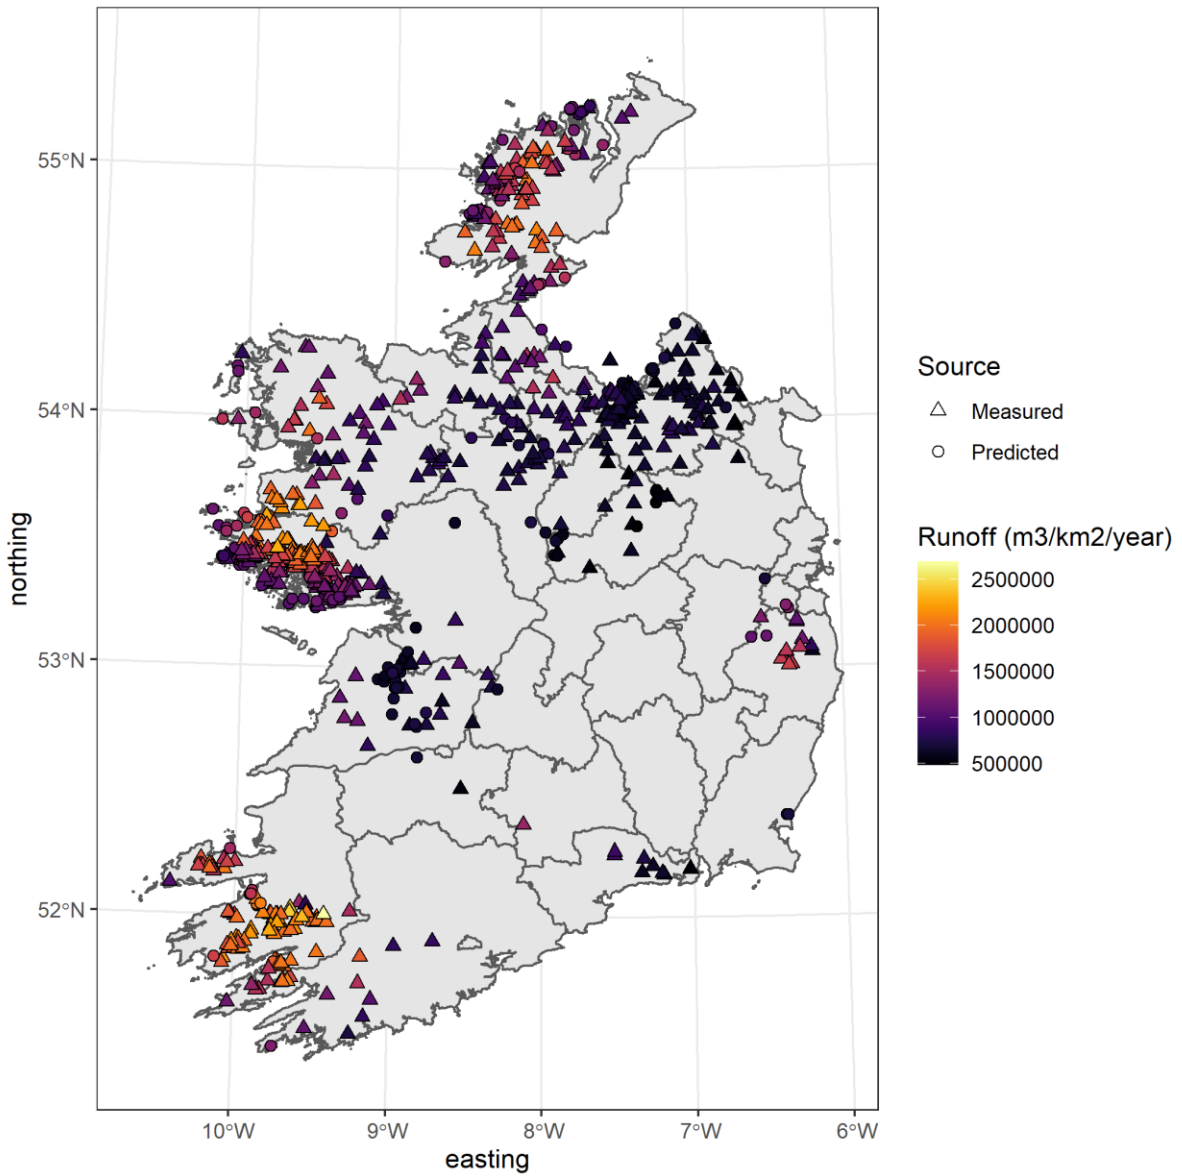 55°N
54°N
53°N
52°N
northing
10°W
9°W
8°W
7°W
6°W
easting
Source
Measured
Predicted
Runoff (m3/km2/year)
2500000
2000000
1500000
1000000
500000